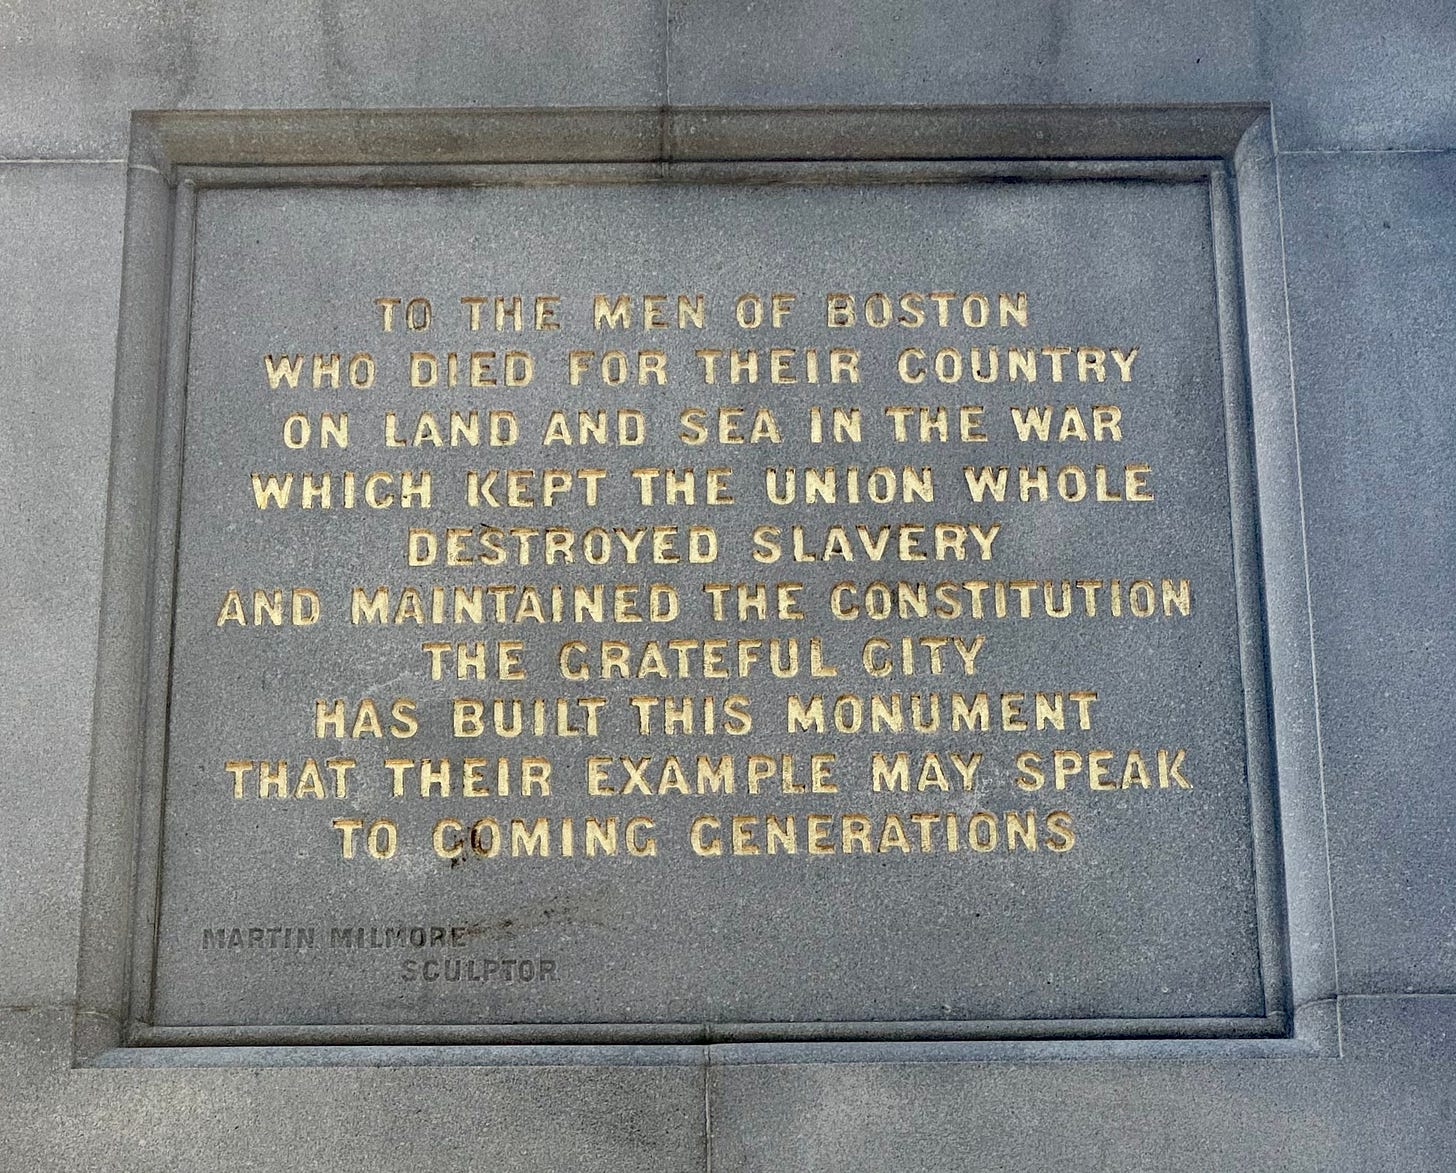 TO THE MEN OF BOSTON
WHO DIED FOR THEIR COUNTRY
ON LAND AND SEA IN THE WAR
WHICH KEPT THE UNION WHOLE
DESTROYED SLAVERY
AND MAINTAINED THE CONSTITUTION
THE GRATEFUL CITY
HAS BUILT THIS MONUMENT
THAT THEIR EXAMPLE MAY SPEAK
TO COMING GENERATIONS
MARTIN MILMORE
SCULPTOR